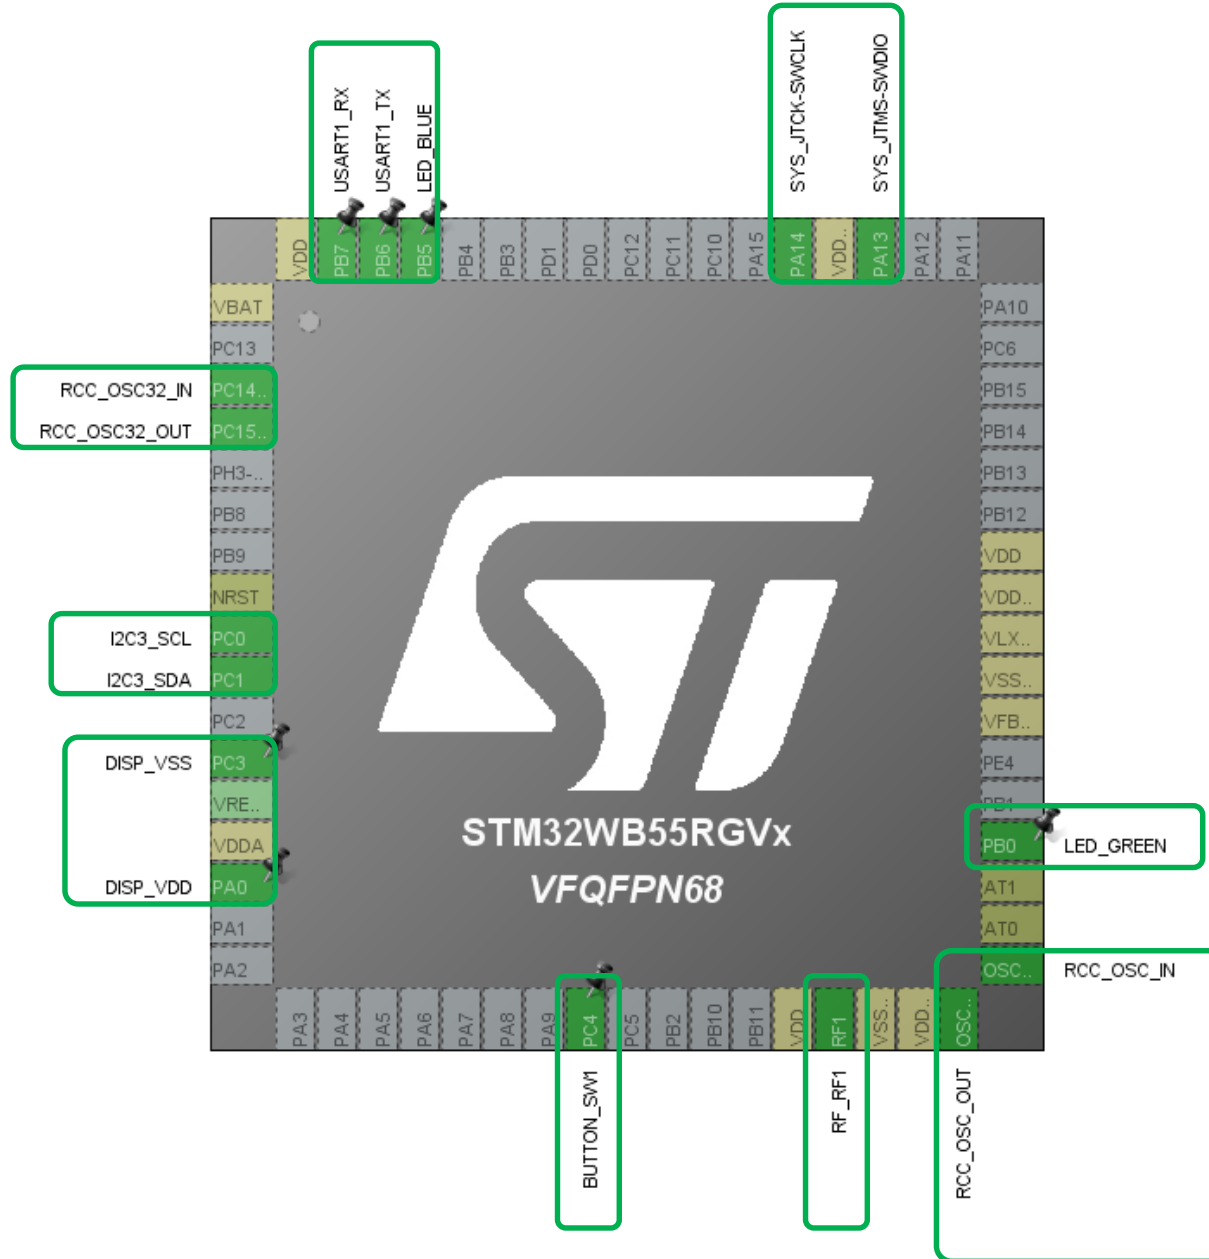 USART1_RX
USART1_TX
LED_BLUE
SYS_JTCK-SWCLK
SYS_JTMS-SWDIO
VDD
PB7
PB6
PB5
PB4
PB3
PD1
PD0
PC12
PC11
PC10
PA15
PA14
VDD..
PA13
PA12
PA11
VBAT
PC13
RCC_OSC32_IN PC14..
RCC_OSC32_OUT PC15..
PH3-..
PB8
PB9
NRST
I2C3_SCL PC0
I2C3_SDA PC1
PC2
DISP_VSS PC3
VRE..
VDDA
DISP_VDD PA0
PA1
PA2
STM32WB55RGVx
VFQFPN68
PA10
PC6
PB15
PB14
PB13
PB12
VDD
VDD..
VLX..
VSS..
VFB..
PE4
PB1
PB0 LED_GREEN
AT1
AT0
OSC.. RCC_OSC_IN
PA3
PA4
PA5
PA6
PA7
PA8
PA9
PC4
PC5
PB2
PB10
PB11
VDD
RF1
VSS..
VDD..
OSC..
BUTTON_SW1
RF_RF1
RCC_OSC_OUT